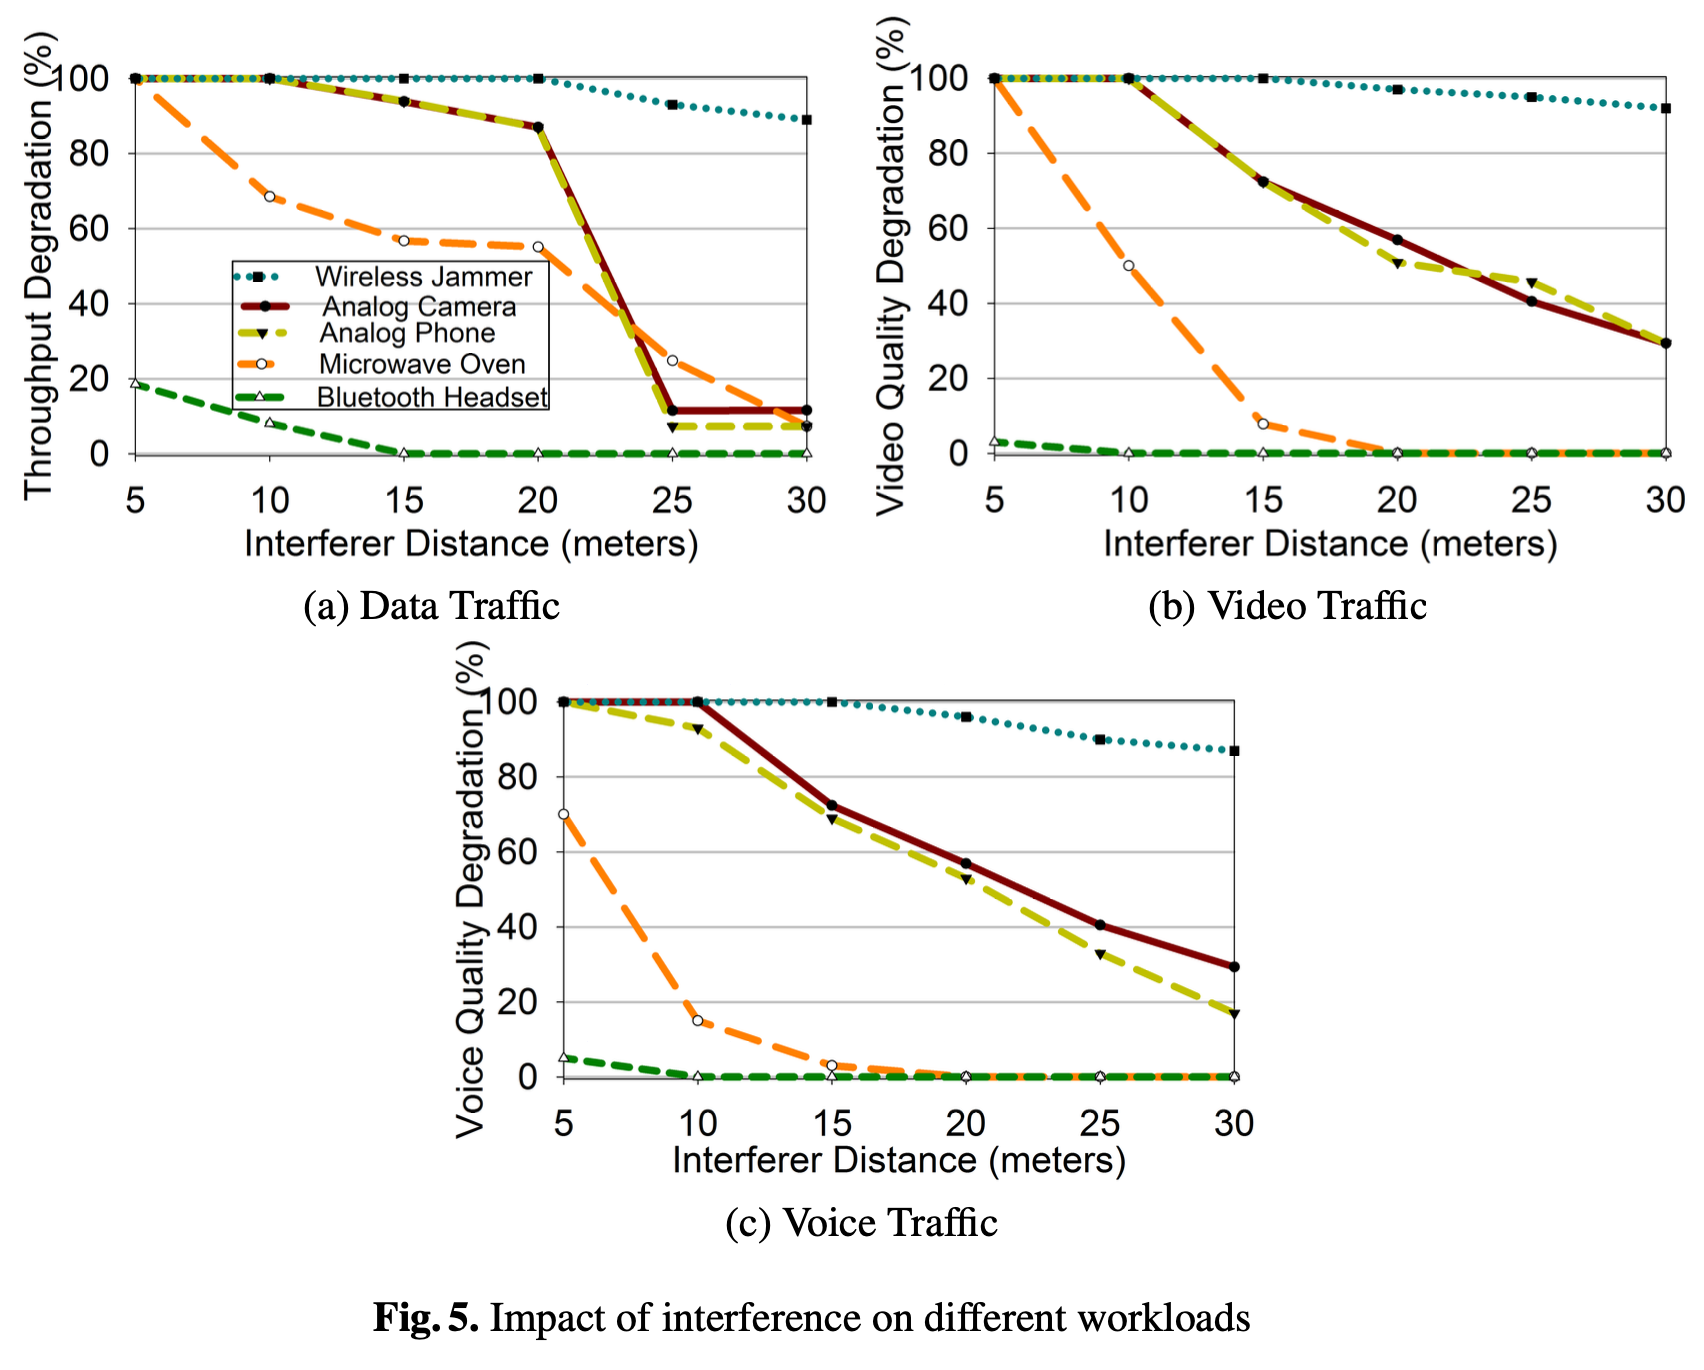 Throughput Degradation (%)
100
80
60
40
20
0
Wireless Jammer
Analog Camera
Analog Phone
Microwave Oven
Bluetooth Headset
5 10 15 20 25 30
Interferer Distance (meters)
(a) Data Traffic
Video Quality Degradation (%)
100
80
60
40
20
0
5 10 15 20 25 30
Interferer Distance (meters)
(b) Video Traffic
Voice Quality Degradation (%)
100
80
60
40
20
0
5 10 15 20 25 30
Interferer Distance (meters)
(c) Voice Traffic
Fig. 5. Impact of interference on different workloads